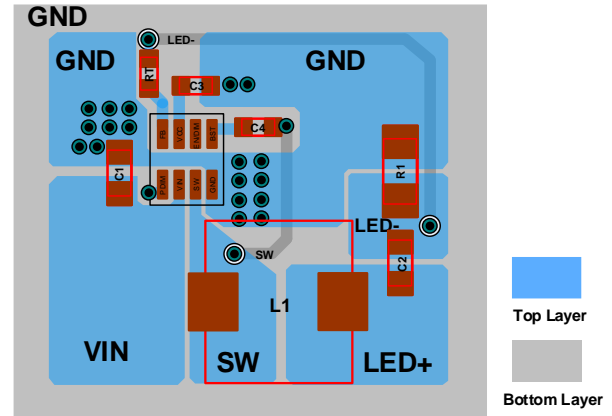 GND
LED-
GND
GND
RT
C3
C4
FB
VCC
EN/DIM
BST
C1
R1
PDIM
VIN
SW
GND
LED-
SW
C2
L1
VIN
SW
LED+
Top Layer
Bottom Layer